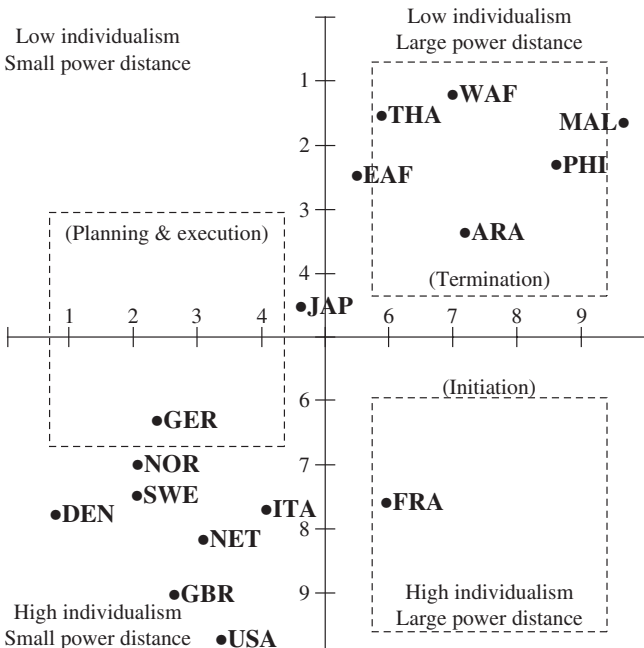 Low individualism
Small power distance
Low individualism
Large power distance
1
WAF
THA
MAL
2
PHI
EAF
3
(Planning & execution)
ARA
4
(Termination)
JAP
1 2 3 4 6 7 8 9
(Initiation)
6
GER
7
NOR
SWE
ITA
FRA
DEN
8
NET
9
GBR
High individualism
Small power distance
High individualism
Large power distance
USA